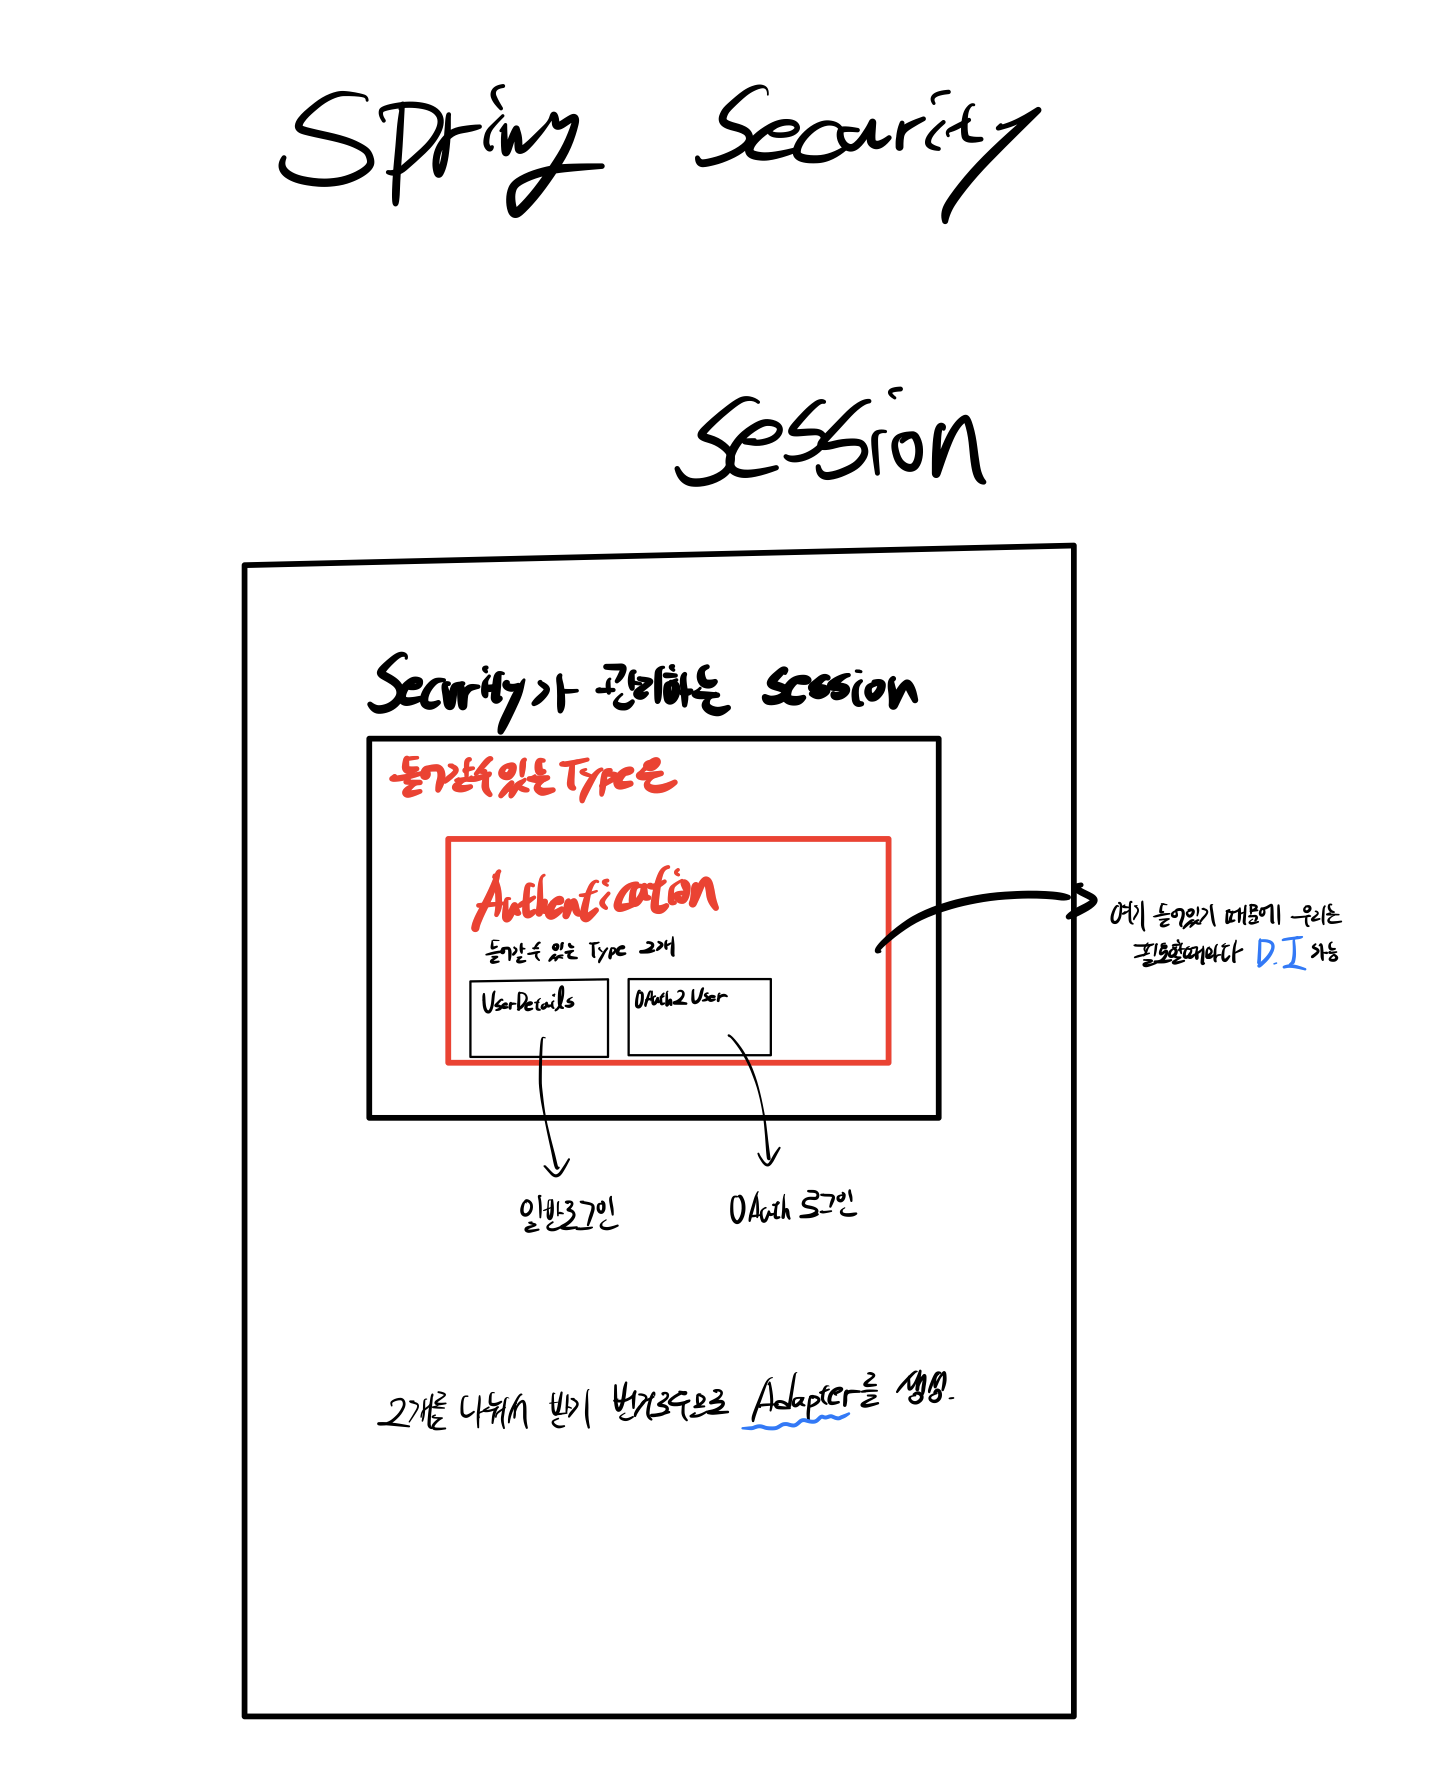 Spring Security
Session
Security가 관리하는 session
들어갈수있는 Type은
Authentication
들어갈수 있는 Type 2개
UserDetails
OAuth2 User
여기 들어있기 때문에 우리는
필요할때마다 D.I 가능
일반로그인
OAuth 로그인
2개를 나눠서 받기 번거로우므로 Adapter를 생성.